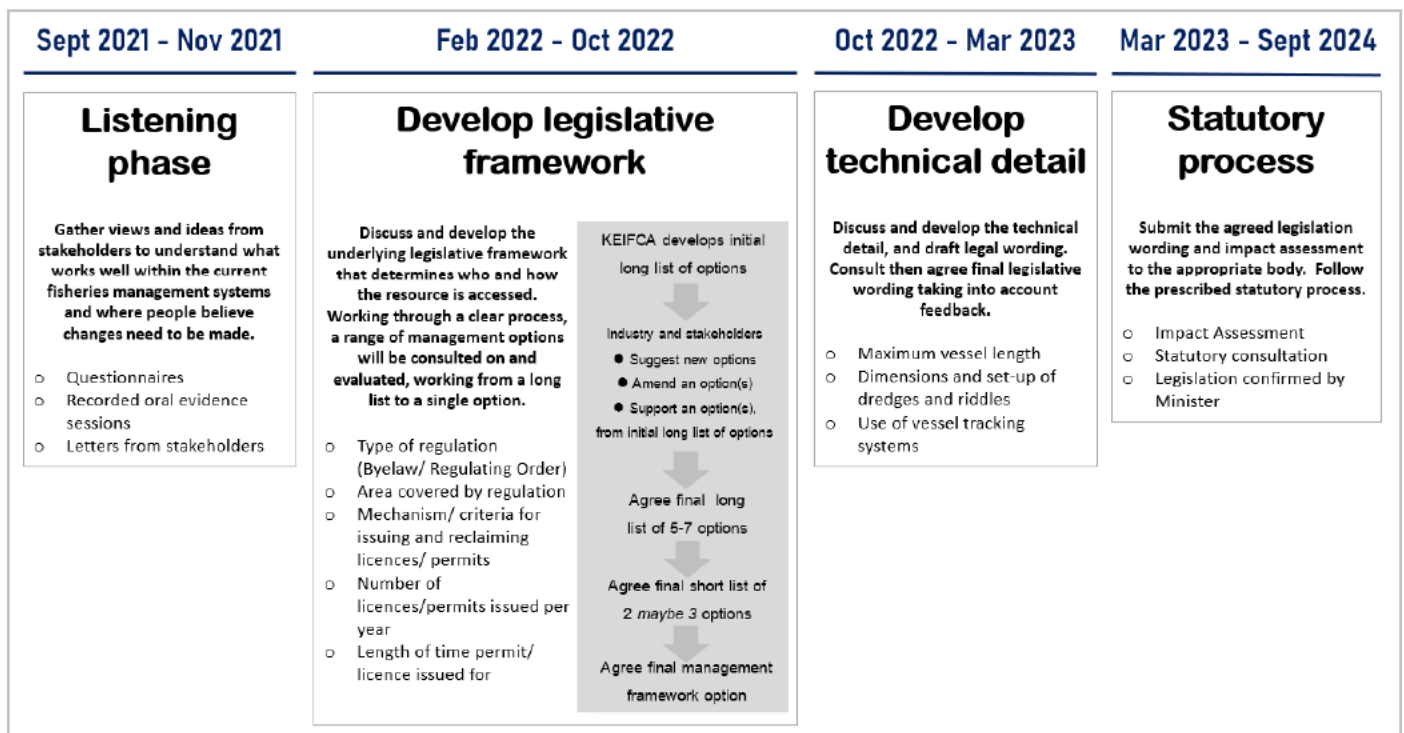 Sept 2021 - Nov 2021
Listening
phase
Gather views and ideas from
stakeholders to understand what
works well within the current
fisheries management systems
and where people believe
changes need to be made.
o Questionnaires
o Recorded oral evidence
sessions
o Letters from stakeholders
Feb 2022 - Oct 2022
Develop legislative
framework
Discuss and develop the
underlying legislative framework
that determines who and how
the resource is accessed.
Working through a clear process,
a range of management options
will be consulted on and
evaluated, working from a long
list to a single option.
o Type of regulation
(Byelaw/ Regulating Order)
o Area covered by regulation
o Mechanism/ criteria for
issuing and reclaiming
licences/ permits
o Number of
licences/permits issued per
year
o Length of time permit/
licence issued for
KEIFCA develops initial
long list of options
Industry and stakeholders
● Suggest new options
● Amend an option(s)
● Support an option(s),
from initial long list of options
Agree final long
list of 5-7 options
Agree final short list of
2 maybe 3 options
Agree final management
framework option
Oct 2022 - Mar 2023
Develop
technical detail
Discuss and develop the technical
detail, and draft legal wording.
Consult then agree final legislative
wording taking into account
feedback.
o Maximum vessel length
o Dimensions and set-up of
dredges and riddles
o Use of vessel tracking
systems
Mar 2023 - Sept 2024
Statutory
process
Submit the agreed legislation
wording and impact assessment
to the appropriate body. Follow
the prescribed statutory process.
o Impact Assessment
o Statutory consultation
o Legislation confirmed by
Minister